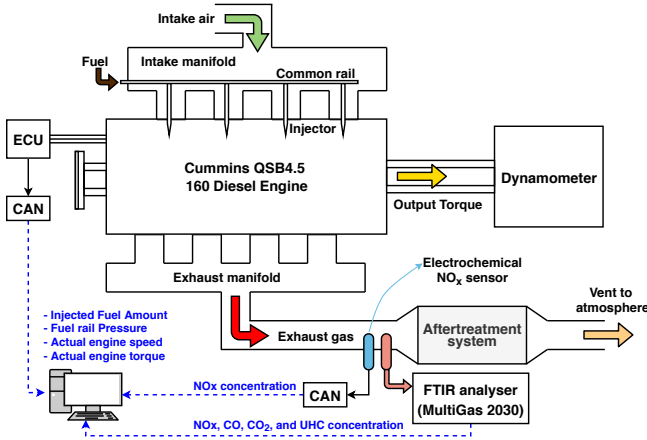 Intake air
Intake manifold
Fuel
Common rail
Injector
ECU
Cummins QSB4.5
160 Diesel Engine
Dynamometer
CAN
Output Torque
Exhaust manifold
Electrochemical
NOx sensor
Vent to
atmosphere
- Injected Fuel Amount
- Fuel rail Pressure
- Actual engine speed
- Actual engine torque
Exhaust gas
Aftertreatment
system
NOx concentration
CAN
FTIR analyser
(MultiGas 2030)
NOx, CO, CO₂, and UHC concentration